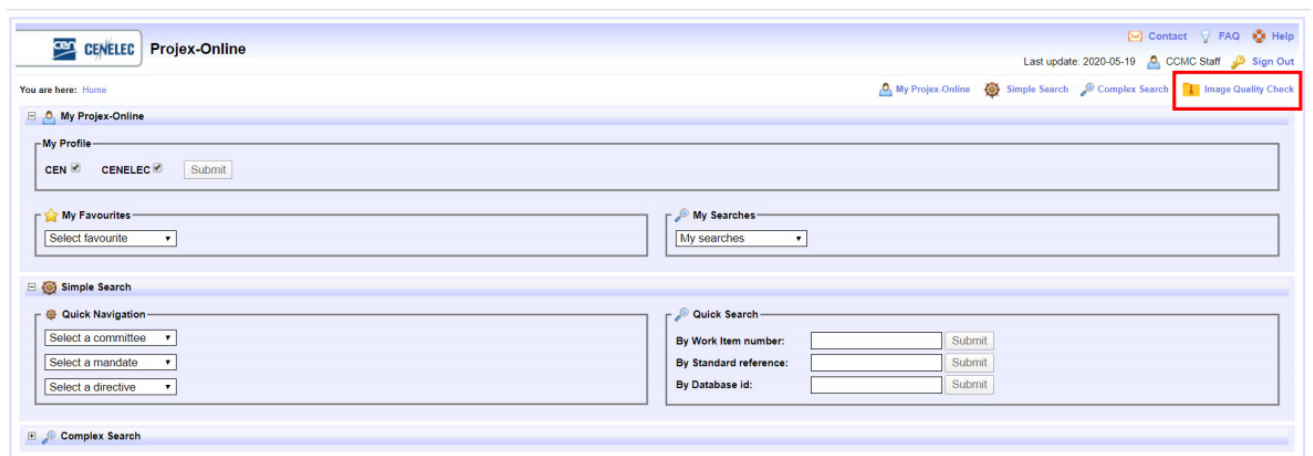 Contact FAQ Help
cen CENELEC Projex-Online
Last update: 2020-05-19 CCMC Staff Sign Out
You are here: Home
My Projex-Online Simple Search Complex Search Image Quality Check
My Projex-Online
My Profile
CEN CENELEC Submit
My Favourites
Select favourite
My Searches
My searches
Simple Search
Quick Navigation
Select a committee
Select a mandate
Select a directive
Quick Search
By Work Item number: Submit
By Standard reference: Submit
By Database id: Submit
Complex Search